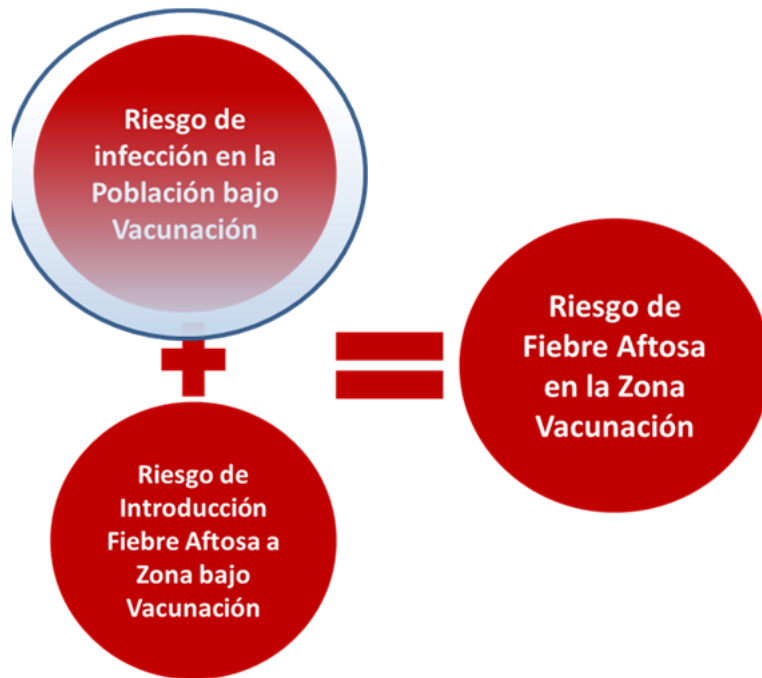 Riesgo de
infección en la
Población bajo
Vacunación
+
Riesgo de
Introducción
Fiebre Aftosa a
Zona bajo
Vacunación
=
Riesgo de
Fiebre Aftosa
en la Zona
Vacunación